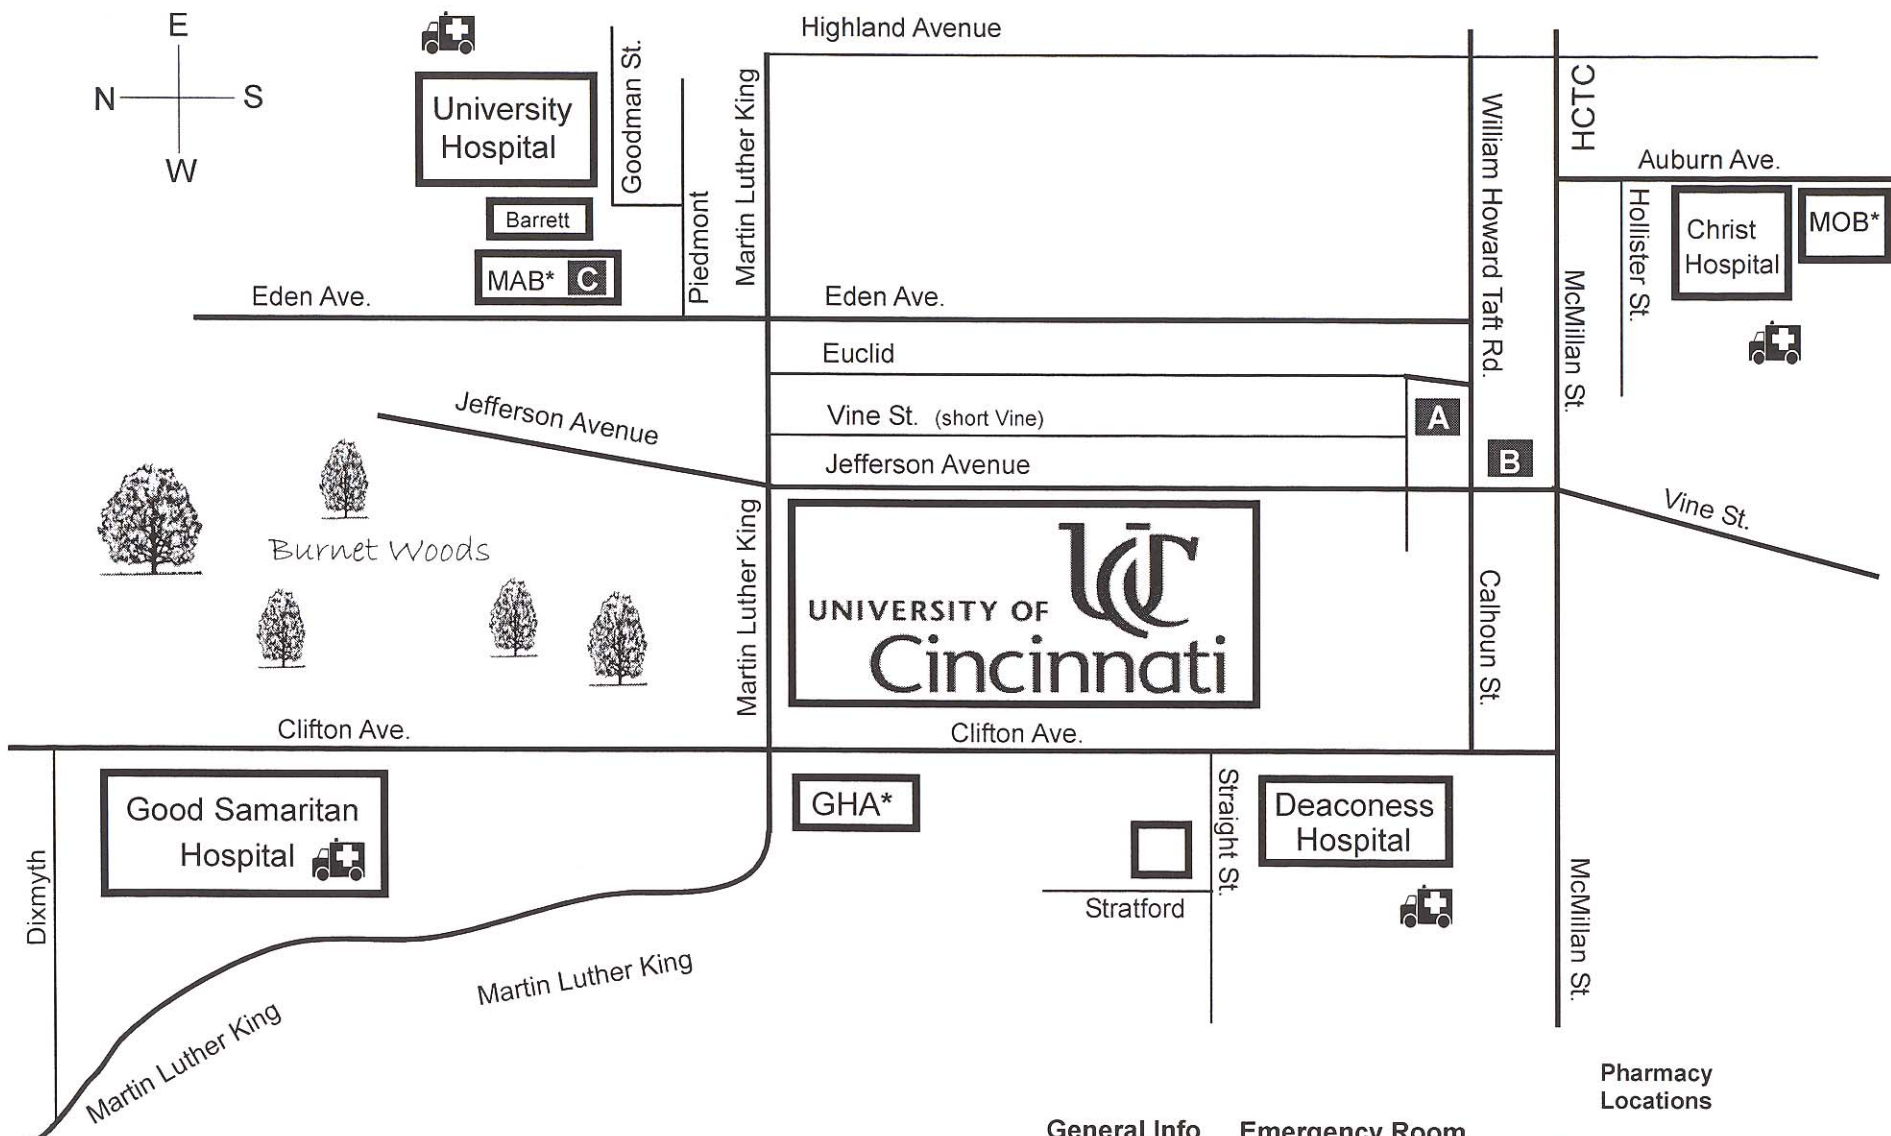 E
N
S
W
University
Hospital
Barrett
MAB* C
Goodman St.
Piedmont
Martin Luther King
Highland Avenue
William Howard Taft Rd.
HCTC
Auburn Ave.
Hollister St.
Christ
Hospital
MOB*
McMillan St.
Eden Ave.
Eden Ave.
Euclid
Vine St. (short Vine)
Jefferson Avenue
Jefferson Avenue
A
B
Vine St.
Burnet Woods
Martin Luther King
UC
UNIVERSITY OF
Cincinnati
Calhoun St.
Clifton Ave.
Clifton Ave.
Good Samaritan
Hospital
Dixmyth
GHA*
Straight St.
Deaconess
Hospital
Stratford
McMillan St.
Martin Luther King
Martin Luther King
Pharmacy
Locations
General Info
Emergency Room